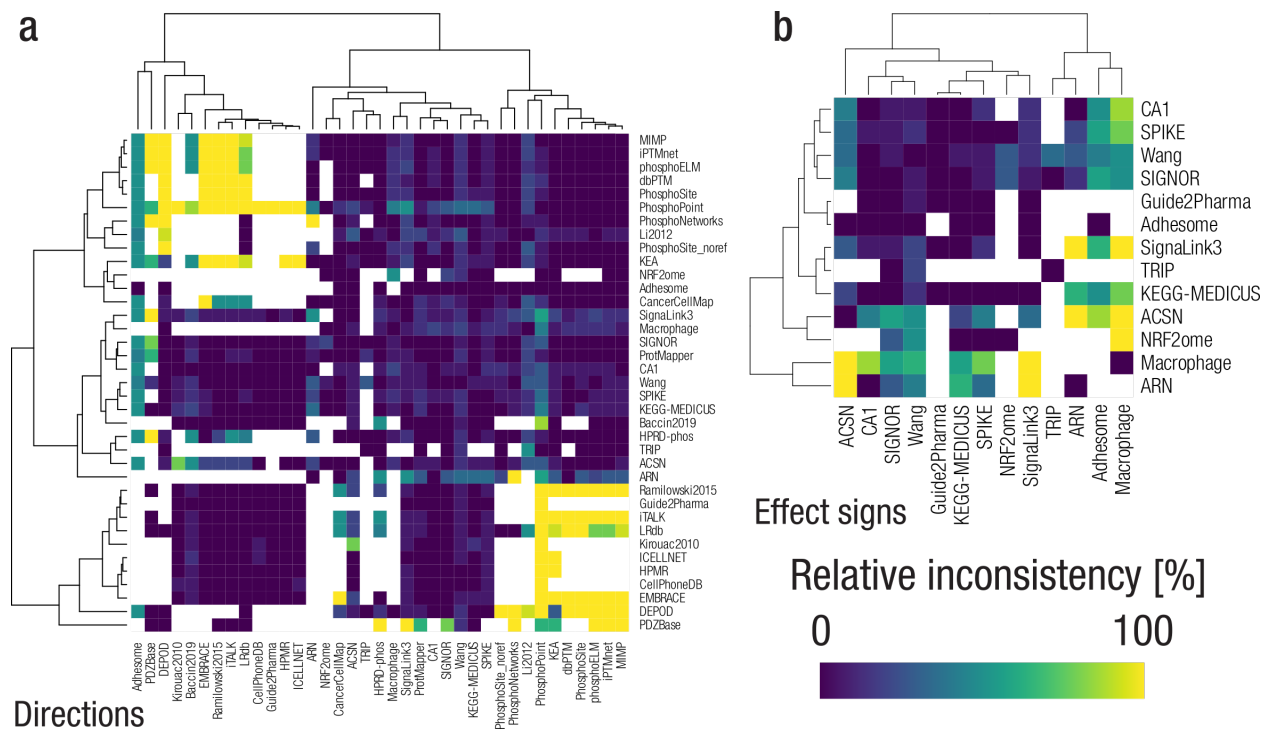 a
MIMP
iPTMnet
phosphoELM
dbPTM
PhosphoSite
PhosphoPoint
PhosphoNetworks
Li2012
PhosphoSite_noref
KEA
NRF2ome
Adhesome
CancerCellMap
SignaLink3
Macrophage
SIGNOR
ProtMapper
CA1
Wang
SPIKE
KEGG-MEDICUS
Baccin2019
HPRD-phos
TRIP
ACSN
ARN
Ramilowski2015
Guide2Pharma
iTALK
LRdb
Kirouac2010
ICELLNET
HPMR
CellPhoneDB
EMBRACE
DEPOD
PDZBase
Adhesome
PDZBase
DEPOD
Kirouac2010
Baccin2019
EMBRACE
Ramilowski2015
iTALK
LRdb
CellPhoneDB
Guide2Pharma
HPMR
ICELLNET
ARN
NRF2ome
CancerCellMap
ACSN
TRIP
HPRD-phos
Macrophage
SignaLink3
ProtMapper
CA1
SIGNOR
Wang
KEGG-MEDICUS
SPIKE
PhosphoSite_noref
PhosphoNetworks
Li2012
PhosphoPoint
KEA
dbPTM
PhosphoSite
phosphoELM
iPTMnet
MIMP
Directions
b
CA1
SPIKE
Wang
SIGNOR
Guide2Pharma
Adhesome
SignaLink3
TRIP
KEGG-MEDICUS
ACSN
NRF2ome
Macrophage
ARN
ACSN
CA1
SIGNOR
Wang
Guide2Pharma
KEGG-MEDICUS
SPIKE
NRF2ome
SignaLink3
TRIP
ARN
Adhesome
Macrophage
Effect signs
Relative inconsistency [%]
0 100